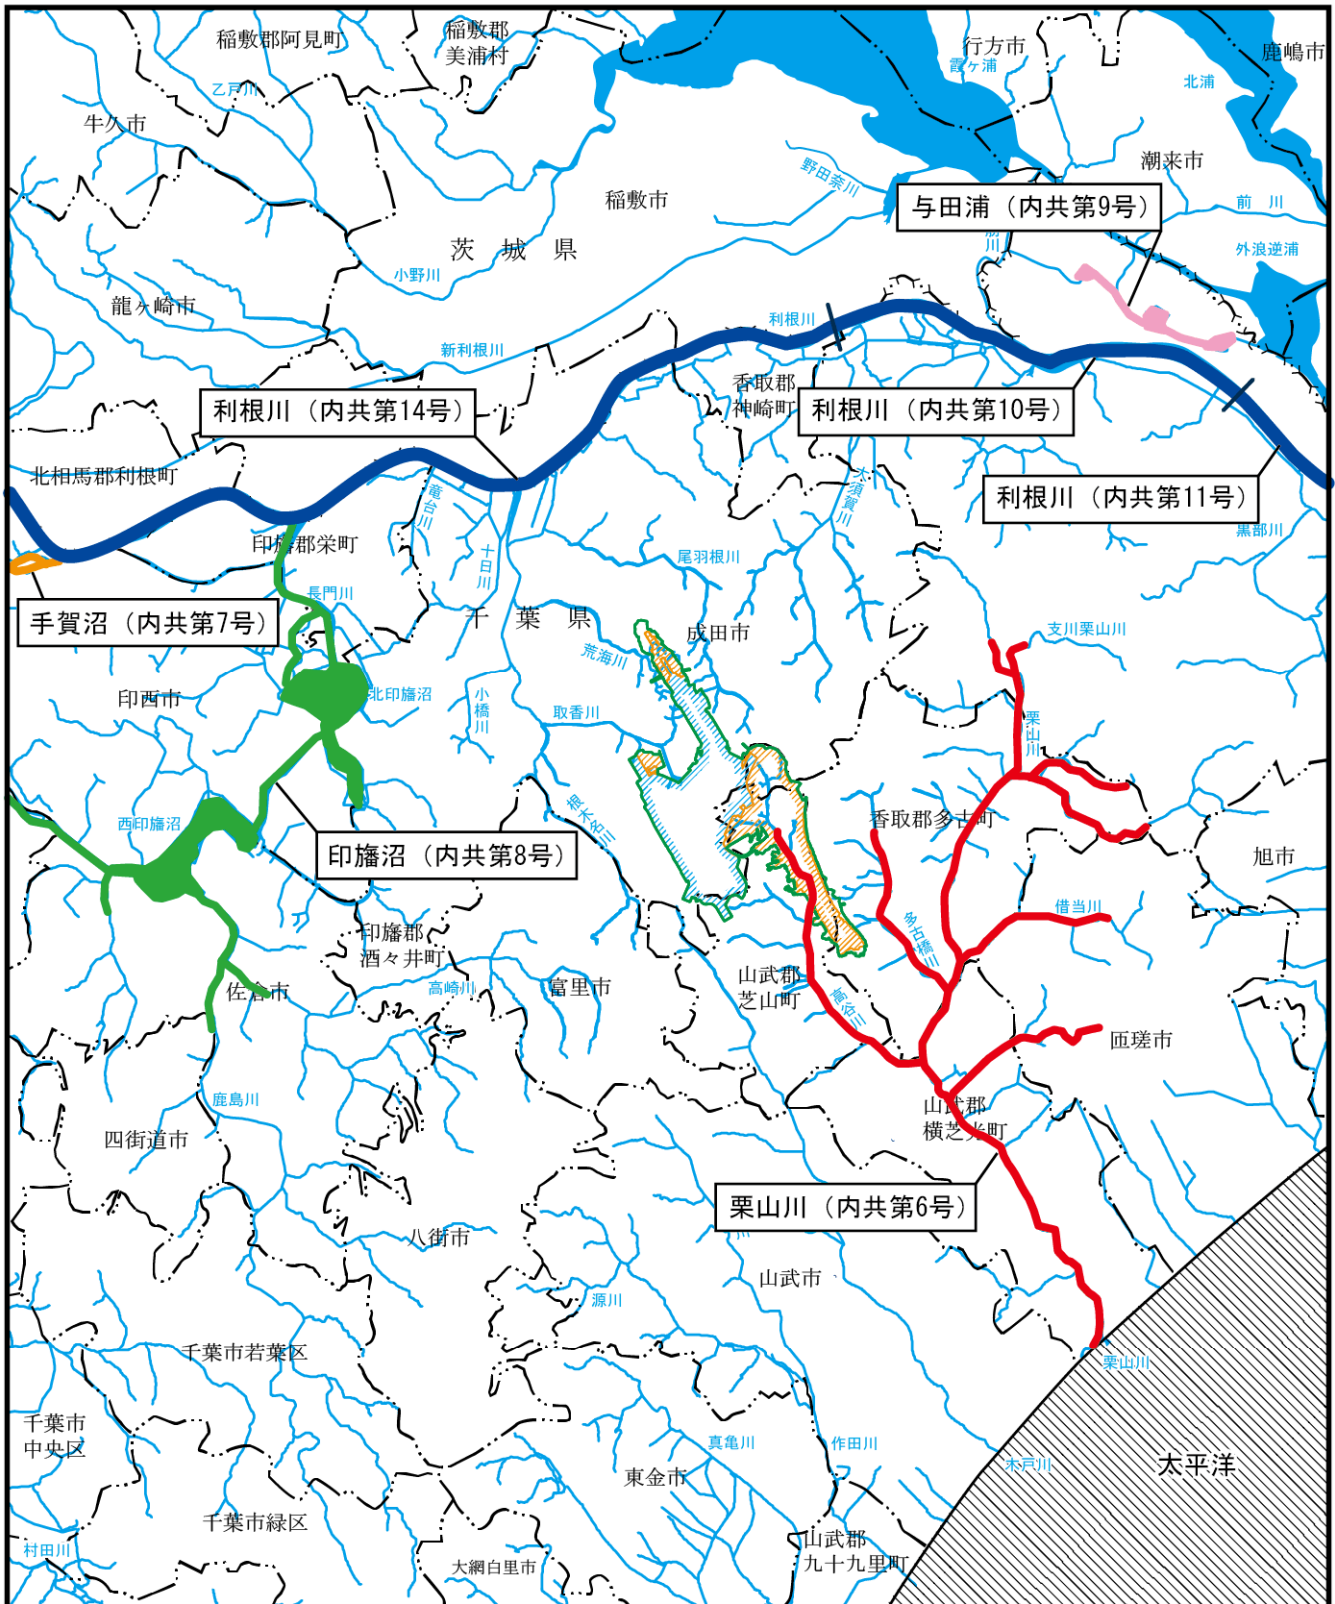 稲敷郡阿見町
稲敷郡
美浦村
行方市
霞ヶ浦
鹿嶋市
北浦
乙戸川
牛久市
潮来市
野田奈川
稲敷市
与田浦（内共第9号）
前　川
茨　城　県
外浪逆浦
小野川
龍ヶ崎市
利根川
新利根川
香取郡
神崎町
利根川（内共第14号）
利根川（内共第10号）
北相馬郡利根町
利根川（内共第11号）
大須賀川
竜台川
黒部川
印旛郡栄町
十日川
尾羽根川
長門川
手賀沼（内共第7号）
千　葉　県
成田市
支川栗山川
荒海川
印西市
北印旛沼
小橋川
取香川
栗山川
根木名川
西印旛沼
香取郡多古町
印旛沼（内共第8号）
旭市
借当川
多古橋川
印旛郡
酒々井町
佐倉市
高崎川
富里市
山武郡
芝山町
高谷川
匝瑳市
鹿島川
山武郡
横芝光町
四街道市
栗山川（内共第6号）
八街市
山武市
源川
千葉市若葉区
栗山川
千葉市
中央区
真亀川
作田川
木戸川
太平洋
東金市
千葉市緑区
村田川
大網白里市
山武郡
九十九里町